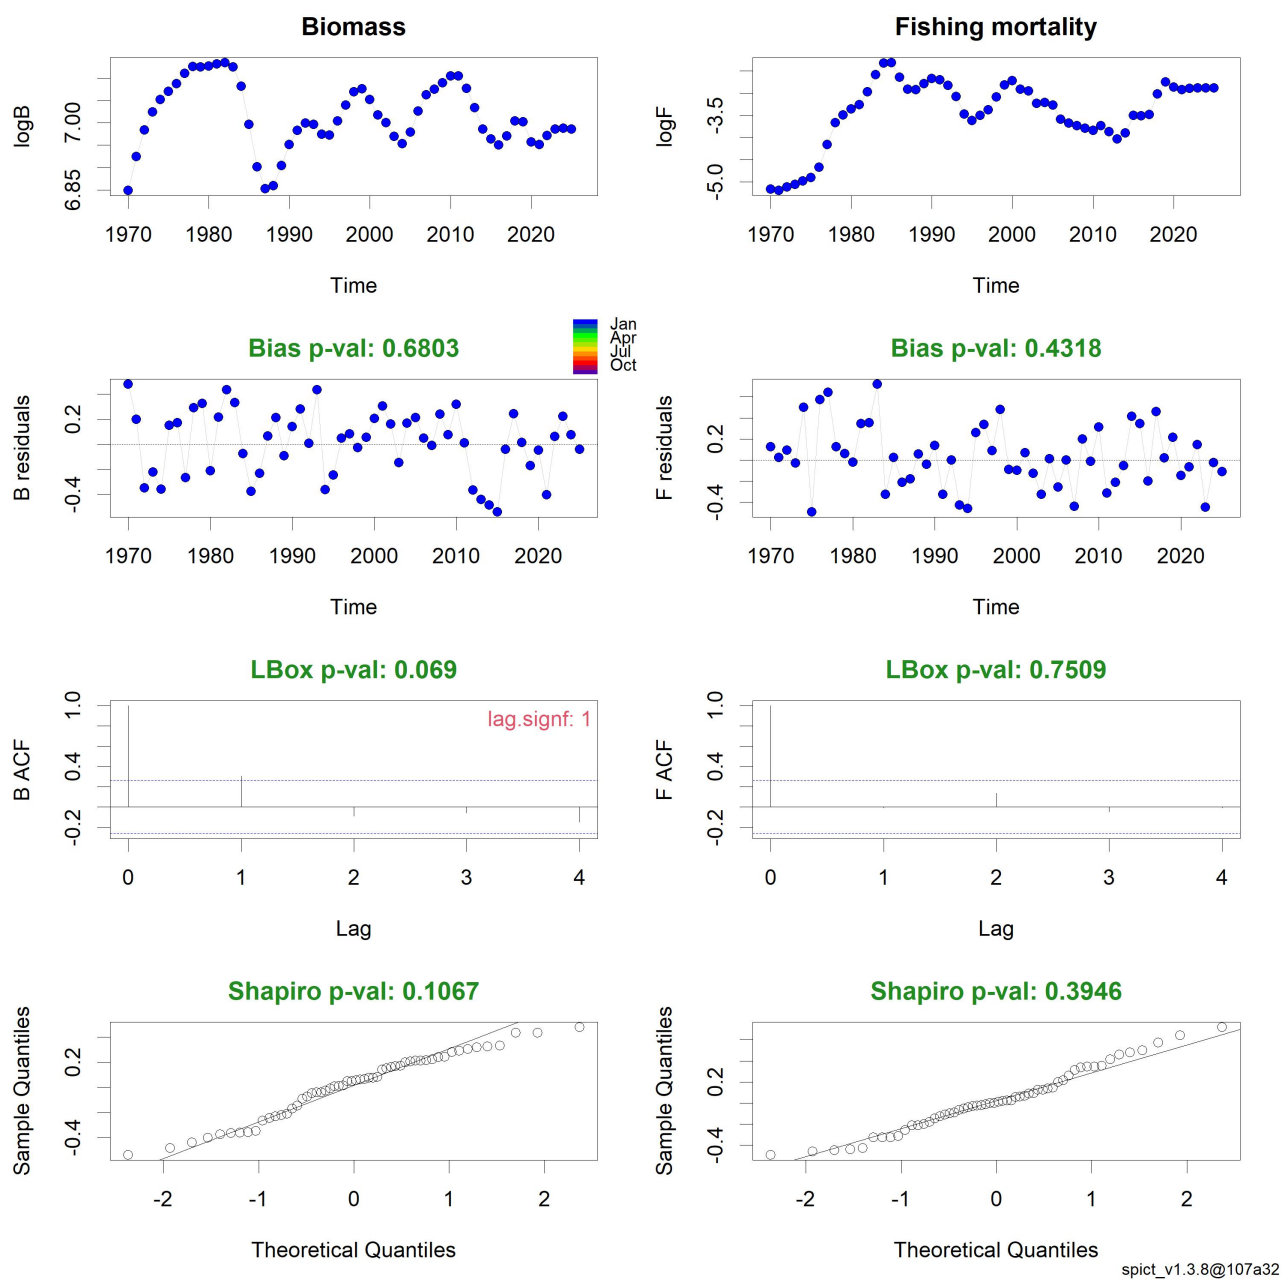 Biomass
Fishing mortality
logB
7.00
6.85
1970 1980 1990 2000 2010 2020
Time
logF
-3.5
-5.0
1970 1980 1990 2000 2010 2020
Time
Jan
Apr
Jul
Oct
Bias p-val: 0.6803
B residuals
0.2
-0.4
1970 1980 1990 2000 2010 2020
Time
Bias p-val: 0.4318
F residuals
0.2
-0.4
1970 1980 1990 2000 2010 2020
Time
LBox p-val: 0.069
lag.signf: 1
B ACF
1.0
0.4
-0.2
0 1 2 3 4
Lag
LBox p-val: 0.7509
F ACF
1.0
0.4
-0.2
0 1 2 3 4
Lag
Shapiro p-val: 0.1067
Sample Quantiles
0.2
-0.4
-2 -1 0 1 2
Theoretical Quantiles
Shapiro p-val: 0.3946
Sample Quantiles
0.2
-0.4
-2 -1 0 1 2
Theoretical Quantiles
spict_v1.3.8@107a32